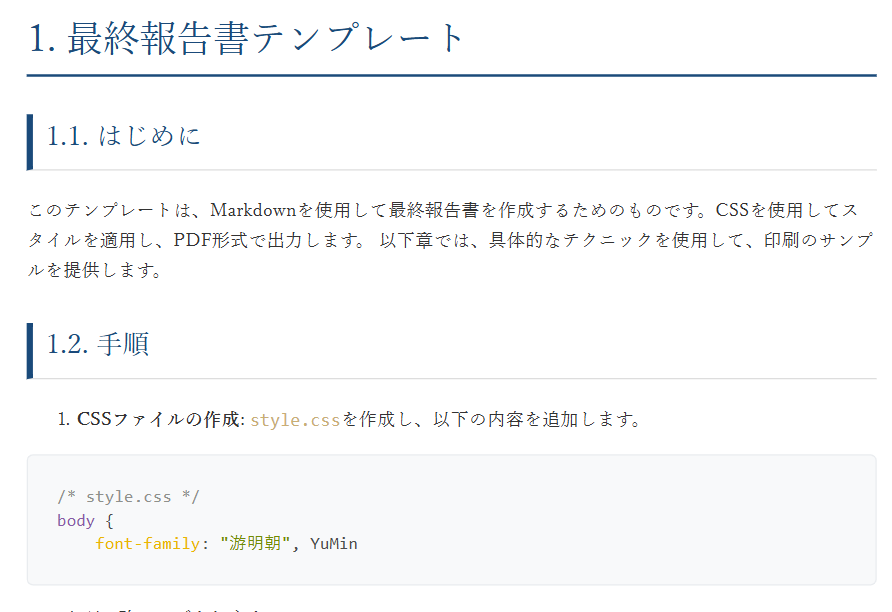 1. 最終報告書テンプレート
1.1. はじめに
このテンプレートは、Markdownを使用して最終報告書を作成するためのものです。CSSを使用してス
タイルを適用し、PDF形式で出力します。 以下章では、具体的なテクニックを使用して、印刷のサンプ
ルを提供します。
1.2. 手順
1. CSSファイルの作成: style.cssを作成し、以下の内容を追加します。
/* style.css */
body {
    font-family: "游明朝", YuMin